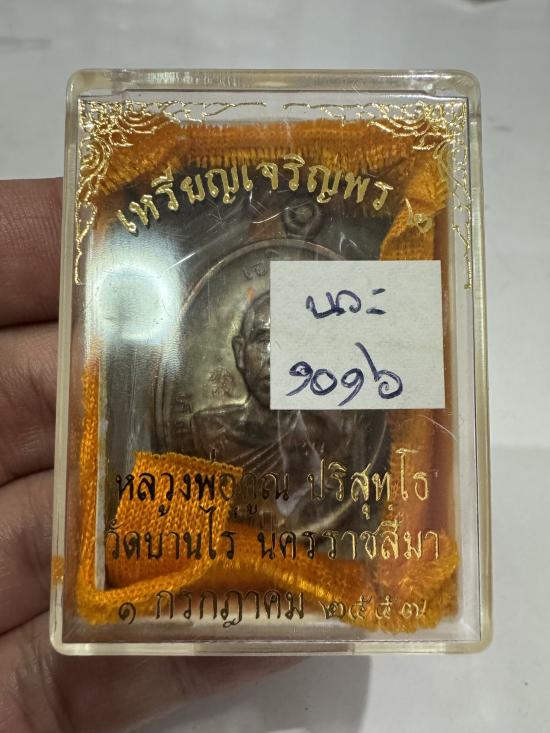 เหรียญเจริญพร ๒
นวะ
๑๐๑๖
หลวงพ่อคูณ ปริสุทฺโธ
วัดบ้านไร่ นครราชสีมา
๑ กรกฎาคม ๒๕๕๗